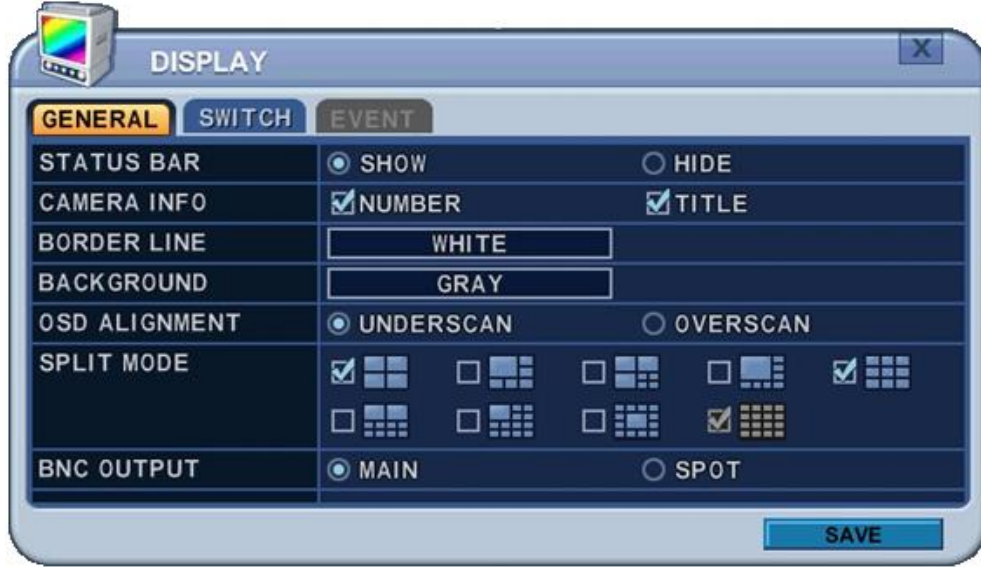 DISPLAY
X
GENERAL SWITCH EVENT
STATUS BAR SHOW HIDE
CAMERA INFO NUMBER TITLE
BORDER LINE WHITE
BACKGROUND GRAY
OSD ALIGNMENT UNDERSCAN OVERSCAN
SPLIT MODE
BNC OUTPUT MAIN SPOT
SAVE